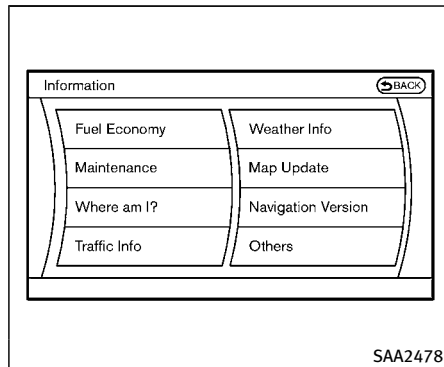 Information
BACK
Fuel Economy
Weather Info
Maintenance
Map Update
Where am I?
Navigation Version
Traffic Info
Others
SAA2478